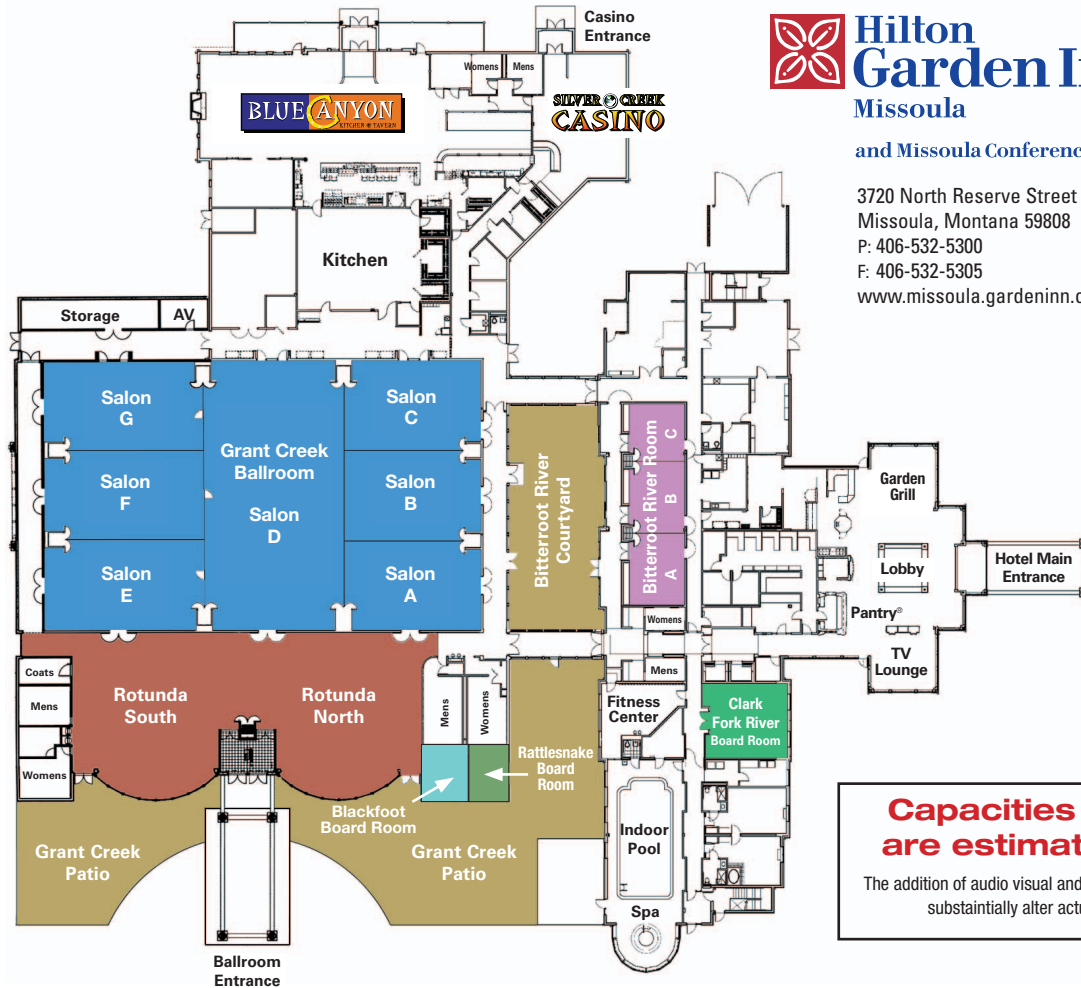 Casino
Entrance
Womens
Mens
BLUE CANYON
KITCHEN & TAVERN
SILVER CREEK
CASINO
Hilton
Garden I
Missoula
and Missoula Conferenc
3720 North Reserve Street
Missoula, Montana 59808
P: 406-532-5300
F: 406-532-5305
www.missoula.gardeninn.c
Kitchen
Storage
AV
Salon
G
Salon
F
Salon
E
Grant Creek
Ballroom
Salon
D
Salon
C
Salon
B
Salon
A
Bitterroot River
Courtyard
Bitterroot River Room
C
B
A
Garden
Grill
Lobby
Hotel Main
Entrance
Pantry®
TV
Lounge
Womens
Mens
Coats
Mens
Womens
Rotunda
South
Rotunda
North
Mens
Womens
Fitness
Center
Clark
Fork River
Board Room
Rattlesnake
Board
Room
Blackfoot
Board Room
Grant Creek
Patio
Grant Creek
Patio
Indoor
Pool
Spa
Ballroom
Entrance
Capacities
are estimat
The addition of audio visual and
substaintially alter actu